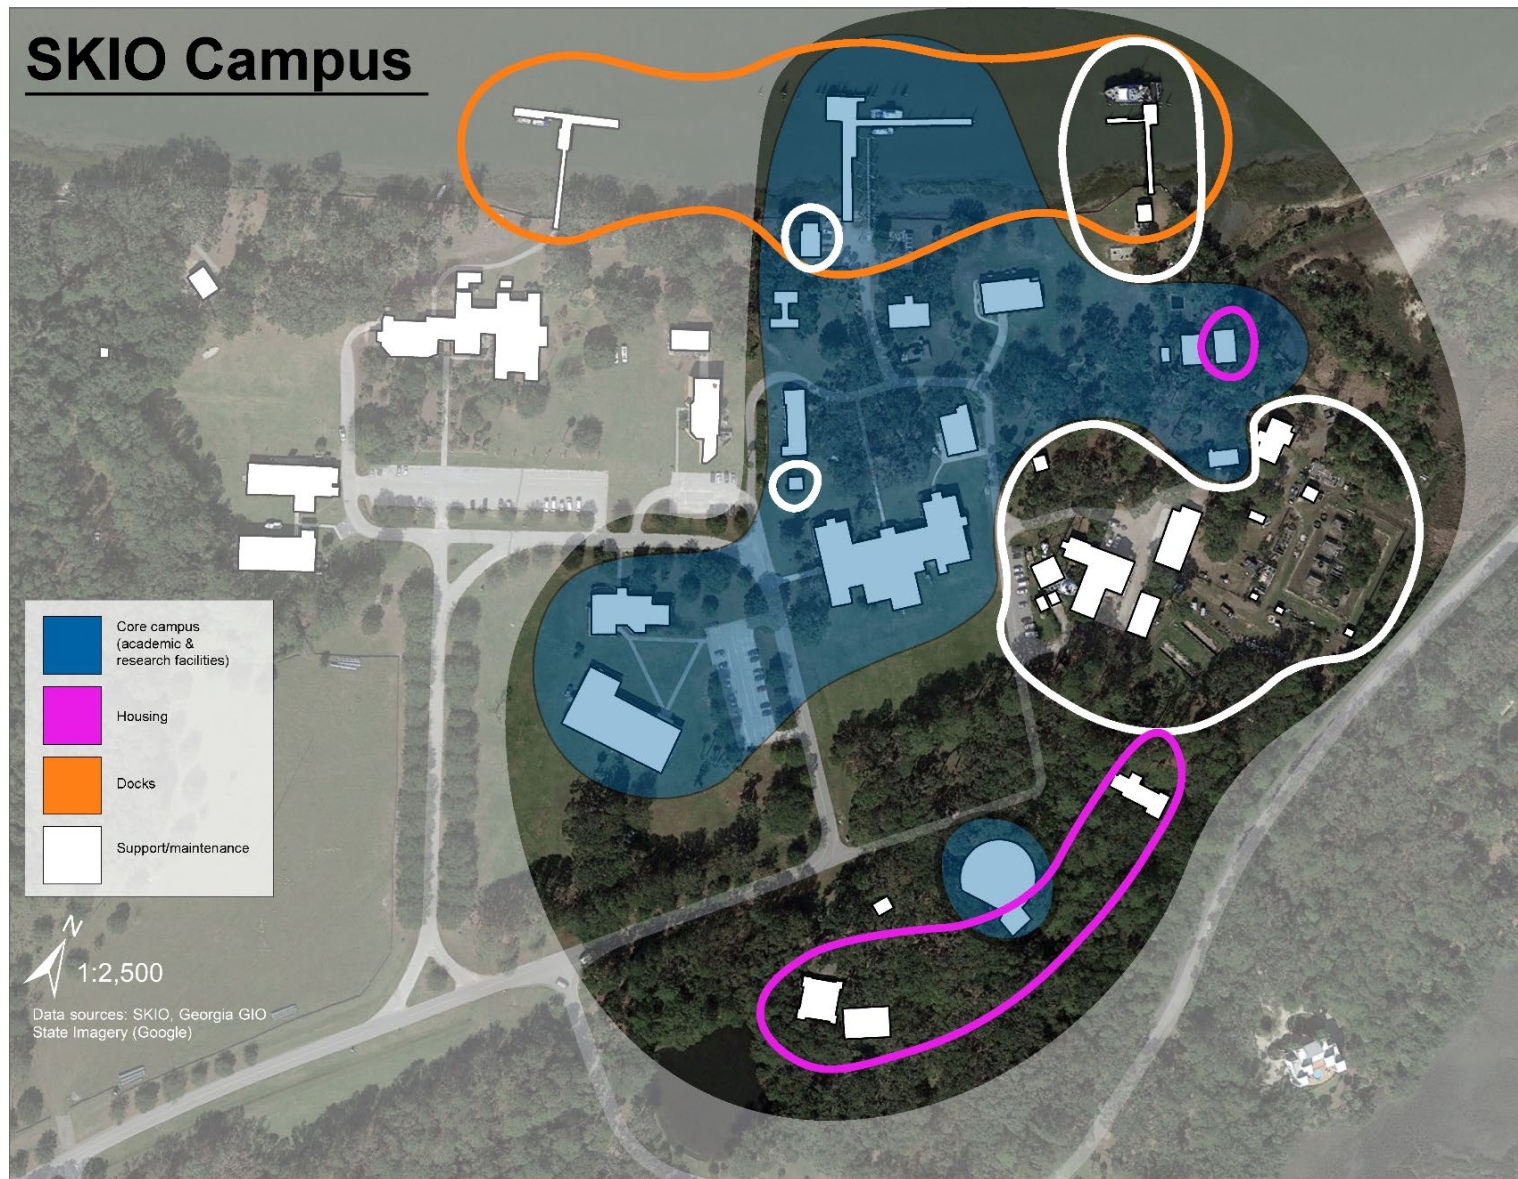 SKIO Campus
Core campus
(academic &
research facilities)
Housing
Docks
Support/maintenance
N
1:2,500
Data sources: SKIO, Georgia GIO
State Imagery (Google)